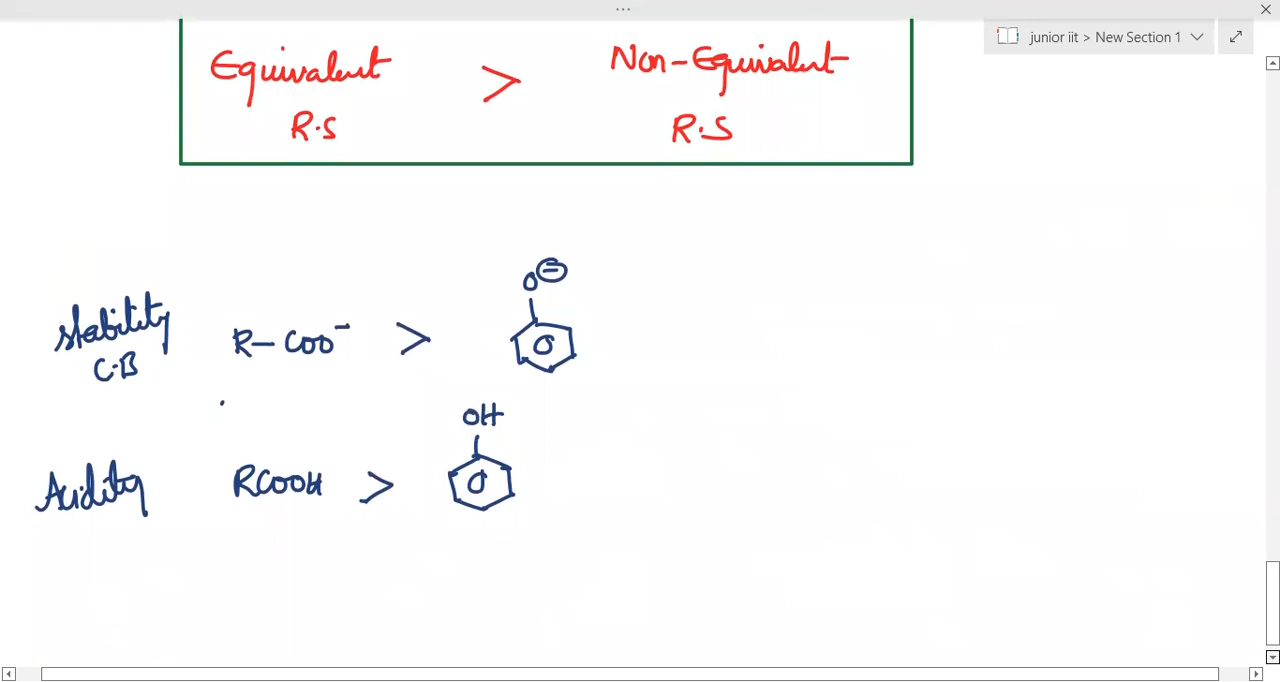 junior iit > New Section 1
Equivalent > Non-Equivalent
R.S R.S
Stability R-COO⁻ > O⊖
C.B
OH
Acidity RCOOH >